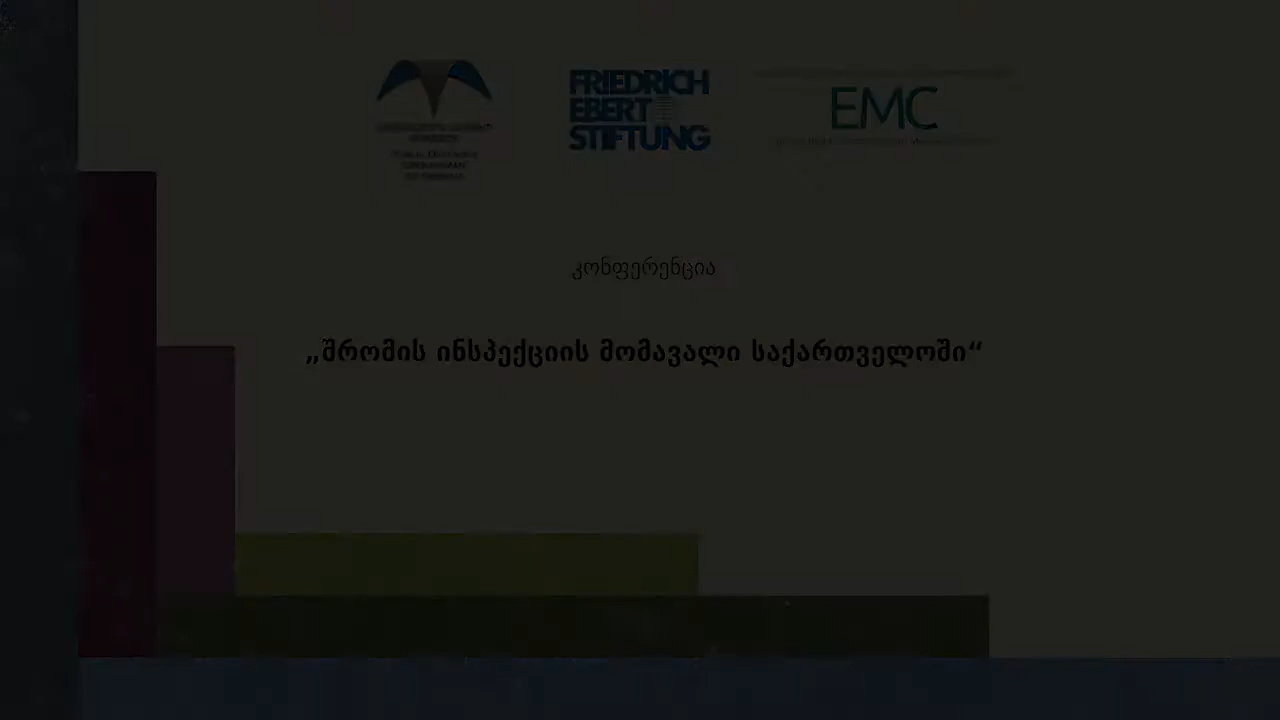 FRIEDRICH
EBERT
STIFTUNG
EMC
კონფერენცია
„შრომის ინსპექციის მომავალი საქართველოში“